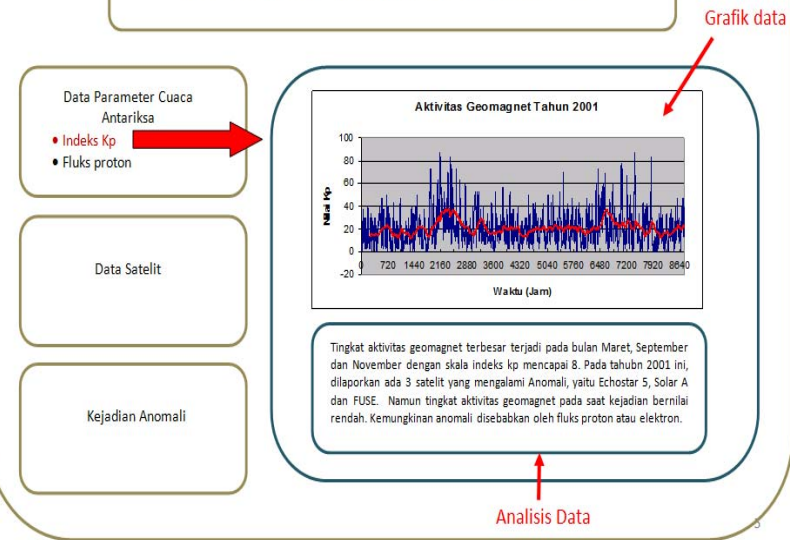 Grafik data
Data Parameter Cuaca
Antariksa
• Indeks Kp
• Fluks proton
Data Satelit
Kejadian Anomali
Aktivitas Geomagnet Tahun 2001
Nilai Kp
100
80
60
40
20
0
-20
0 720 1440 2160 2880 3600 4320 5040 5760 6480 7200 7920 8640
Waktu (Jam)
Tingkat aktivitas geomagnet terbesar terjadi pada bulan Maret, September
dan November dengan skala indeks kp mencapai 8. Pada tahubn 2001 ini,
dilaporkan ada 3 satelit yang mengalami Anomali, yaitu Echostar 5, Solar A
dan FUSE. Namun tingkat aktivitas geomagnet pada saat kejadian bernilai
rendah. Kemungkinan anomali disebabkan oleh fluks proton atau elektron.
Analisis Data
5